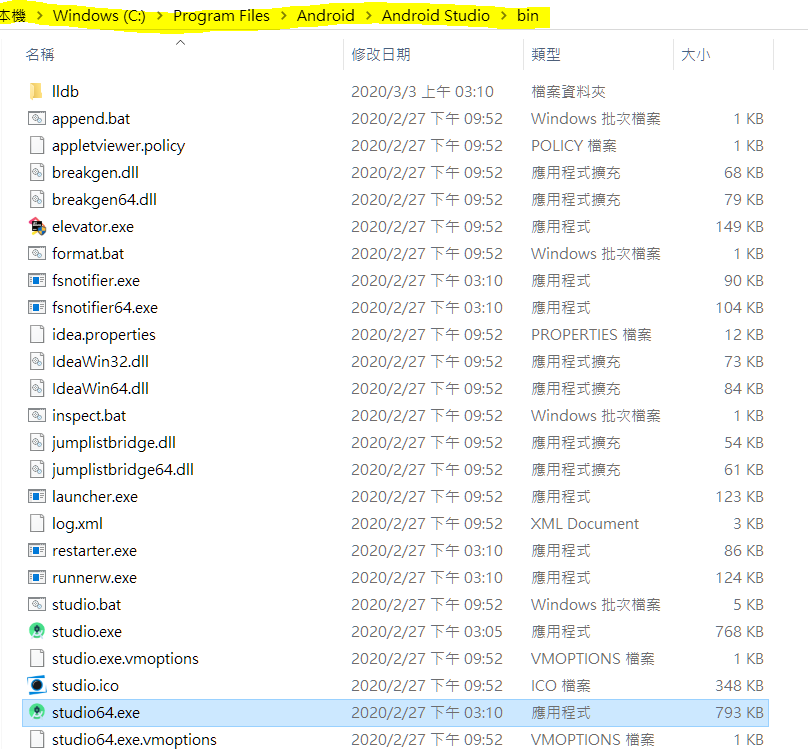 本機 > Windows (C:) > Program Files > Android > Android Studio > bin
名稱 修改日期 類型 大小
lldb 2020/3/3 上午 03:10 檔案資料夾
append.bat 2020/2/27 下午 09:52 Windows 批次檔案 1 KB
appletviewer.policy 2020/2/27 下午 09:52 POLICY 檔案 1 KB
breakgen.dll 2020/2/27 下午 09:52 應用程式擴充 68 KB
breakgen64.dll 2020/2/27 下午 09:52 應用程式擴充 79 KB
elevator.exe 2020/2/27 下午 09:52 應用程式 149 KB
format.bat 2020/2/27 下午 09:52 Windows 批次檔案 1 KB
fsnotifier.exe 2020/2/27 下午 03:10 應用程式 90 KB
fsnotifier64.exe 2020/2/27 下午 03:10 應用程式 104 KB
idea.properties 2020/2/27 下午 09:52 PROPERTIES 檔案 12 KB
IdeaWin32.dll 2020/2/27 下午 09:52 應用程式擴充 73 KB
IdeaWin64.dll 2020/2/27 下午 09:52 應用程式擴充 84 KB
inspect.bat 2020/2/27 下午 09:52 Windows 批次檔案 1 KB
jumplistbridge.dll 2020/2/27 下午 09:52 應用程式擴充 54 KB
jumplistbridge64.dll 2020/2/27 下午 09:52 應用程式擴充 61 KB
launcher.exe 2020/2/27 下午 09:52 應用程式 123 KB
log.xml 2020/2/27 下午 09:52 XML Document 3 KB
restarter.exe 2020/2/27 下午 03:10 應用程式 86 KB
runnerw.exe 2020/2/27 下午 03:10 應用程式 124 KB
studio.bat 2020/2/27 下午 09:52 Windows 批次檔案 5 KB
studio.exe 2020/2/27 下午 03:05 應用程式 768 KB
studio.exe.vmoptions 2020/2/27 下午 09:52 VMOPTIONS 檔案 1 KB
studio.ico 2020/2/27 下午 09:52 ICO 檔案 348 KB
studio64.exe 2020/2/27 下午 03:10 應用程式 793 KB
studio64.exe.vmoptions 2020/2/27 下午 09:52 VMOPTIONS 檔案 1 KB